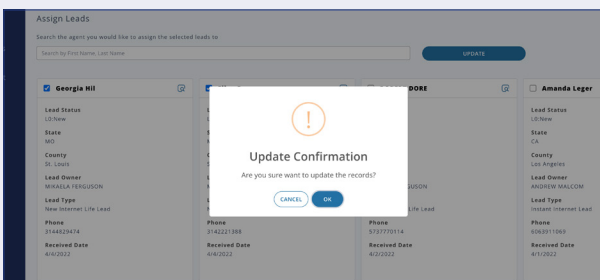 Assign Leads
Search the agent you would like to assign the selected leads to
Search by First Name, Last Name
UPDATE
Georgia Hil
DORE
Amanda Leger
Lead Status
L0:New
State
MO
County
St. Louis
Lead Owner
MIKAELA FERGUSON
Lead Type
New Internet Life Lead
Phone
3144829474
Received Date
4/4/2022
Phone
3142221388
Received Date
4/4/2022
!
Update Confirmation
Are you sure want to update the records?
CANCEL
OK
GUSON
Life Lead
Phone
5737770114
Received Date
4/2/2022
Lead Status
L0:New
State
CA
County
Los Angeles
Lead Owner
ANDREW MALCOM
Lead Type
Instant Internet Lead
Phone
6063911069
Received Date
4/1/2022